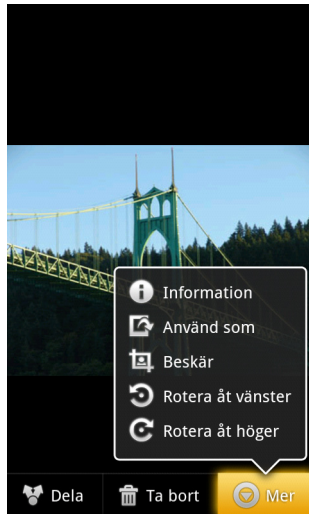 Information
Använd som
Beskär
Rotera åt vänster
Rotera åt höger
Dela
Ta bort
Mer